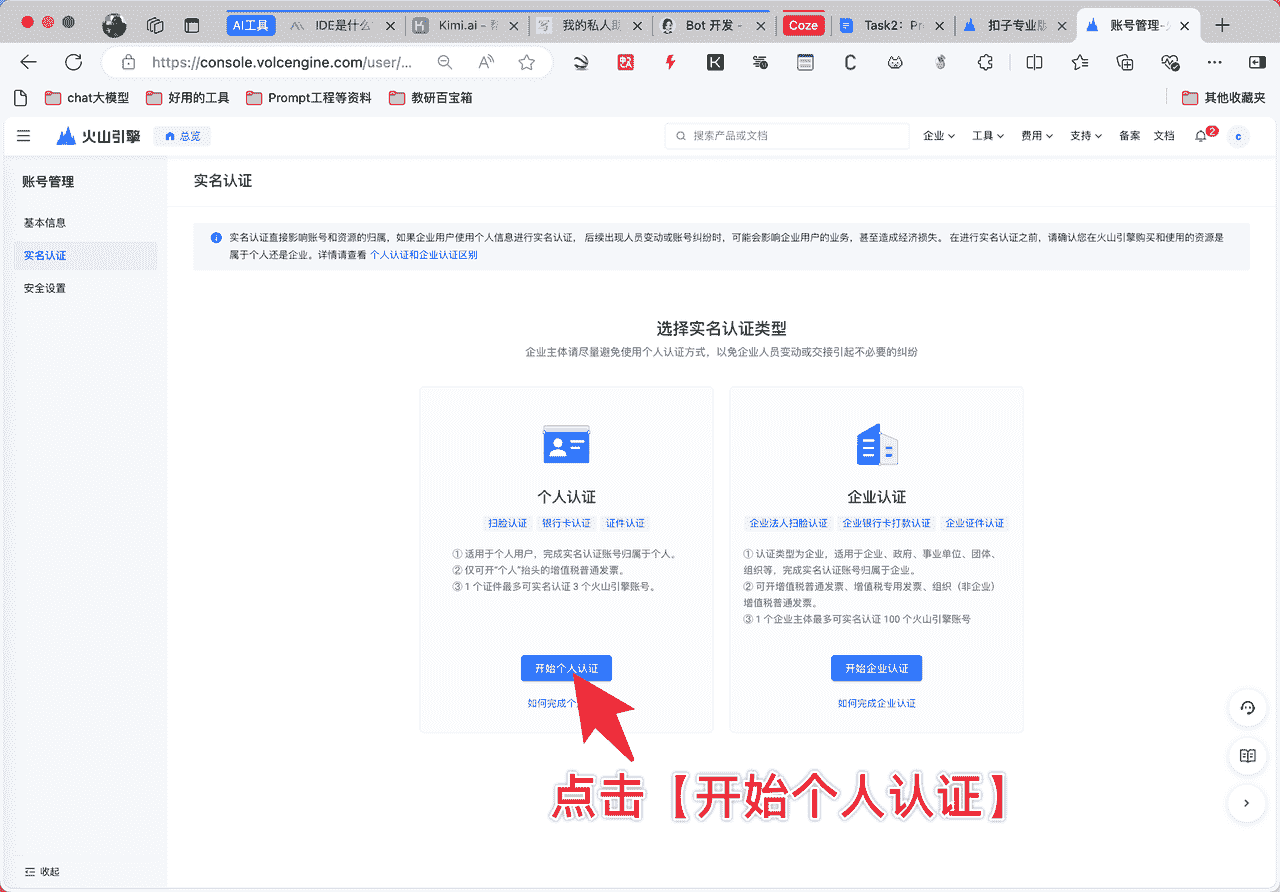 AI工具
IDE是什么
Kimi.ai -
我的私人
Bot 开发 -
Coze
Task2:
扣子专业
账号管理-
https://console.volcengine.com/user/...
chat大模型
好用的工具
Prompt工程等资料
教研百宝箱
其他收藏夹
火山引擎
总览
搜索产品或文档
企业
工具
费用
支持
备案
文档
2
c
账号管理
基本信息
实名认证
安全设置
收起
实名认证
实名认证直接影响账号和资源的归属，如果企业用户使用个人信息进行实名认证， 后续出现人员变动或账号纠纷时，可能会影响企业用户的业务，甚至造成经济损失。 在进行实名认证之前，请确认您在火山引擎购买和使用的资源是
属于个人还是企业。详情请查看 个人认证和企业认证区别
选择实名认证类型
企业主体请尽量避免使用个人认证方式，以免企业人员变动或交接引起不必要的纠纷
个人认证
扫脸认证 银行卡认证 证件认证
① 适用于个人用户，完成实名认证账号归属于个人。
② 仅可开“个人”抬头的增值税普通发票。
③ 1 个证件最多可实名认证 3 个火山引擎账号。
开始个人认证
如何完成个
企业认证
企业法人扫脸认证 企业银行卡打款认证 企业证件认证
① 认证类型为企业，适用于企业、政府、事业单位、团体、
组织等，完成实名认证账号归属于企业。
② 可开增值税普通发票、增值税专用发票、组织（非企业）
增值税普通发票。
③ 1 个企业主体最多可实名认证 100 个火山引擎账号
开始企业认证
如何完成企业认证
点击【开始个人认证】